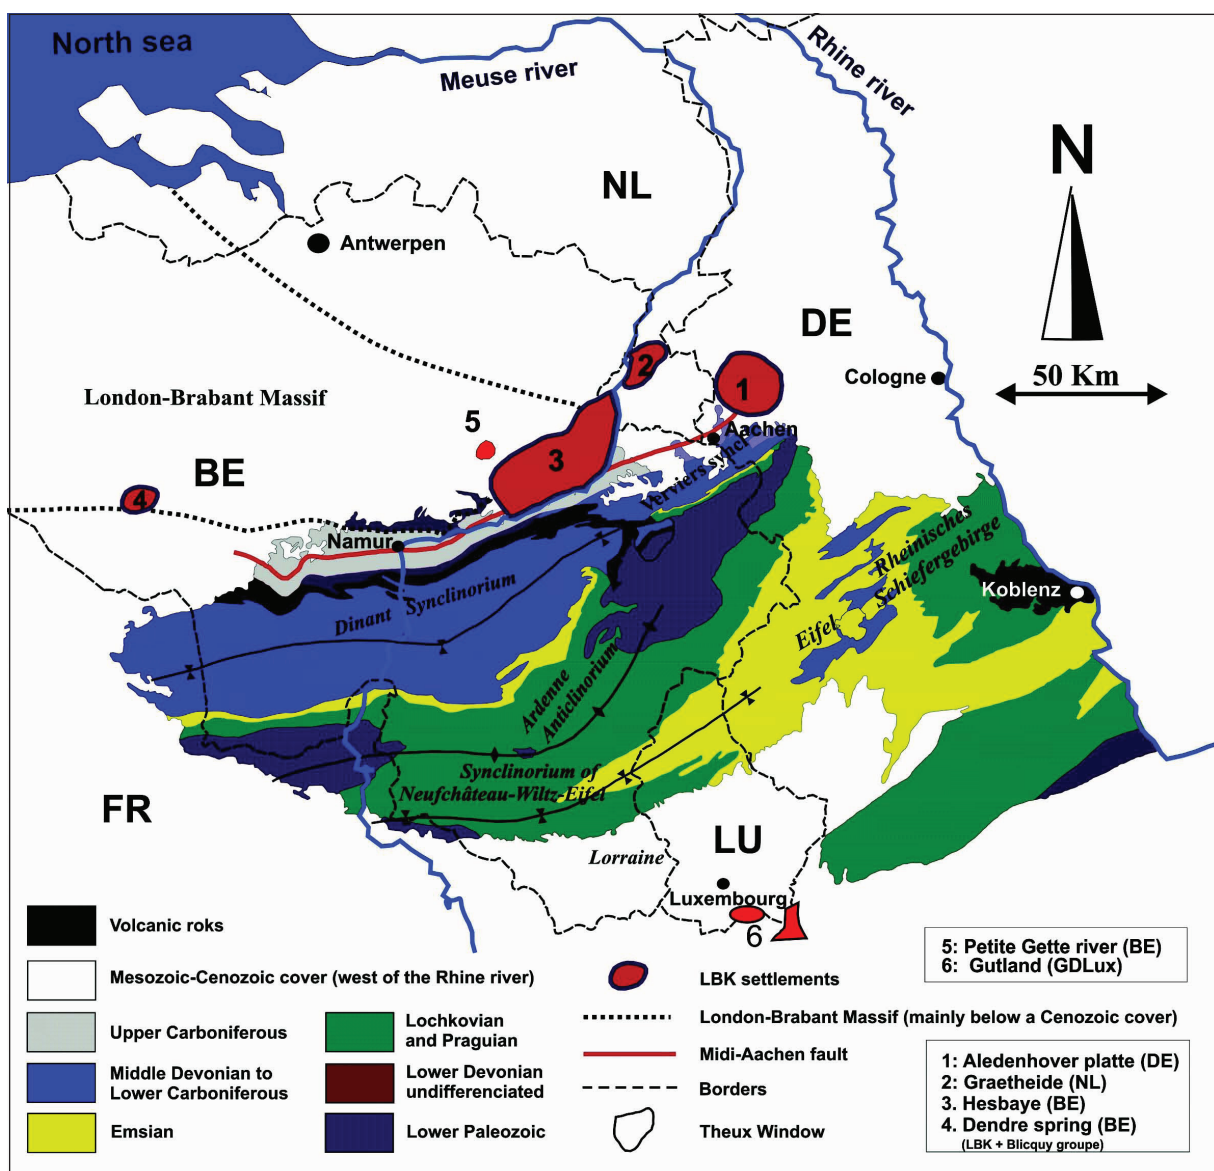 North sea
Meuse river
Rhine river
N
NL
Antwerpen
DE
50 Km
2
1
Cologne
London-Brabant Massif
5
Aachen
3
BE
4
Verviers syncl
Namur
Rheinisches
Schiefergebirge
Koblenz
Dinant Synclinorium
Eifel
Ardenne
Anticlinorium
Synclinorium of
Neufchâteau-Wiltz-Eifel
FR
LU
Lorraine
Luxembourg
6
Volcanic roks
Mesozoic-Cenozoic cover (west of the Rhine river)
Upper Carboniferous
Middle Devonian to
Lower Carboniferous
Emsian
Lochkovian
and Praguian
Lower Devonian
undifferenciated
Lower Paleozoic
LBK settlements
London-Brabant Massif (mainly below a Cenozoic cover)
Midi-Aachen fault
Borders
Theux Window
5: Petite Gette river (BE)
6: Gutland (GDLux)
1: Aledenhover platte (DE)
2: Graetheide (NL)
3. Hesbaye (BE)
4. Dendre spring (BE)
(LBK + Blicquy groupe)